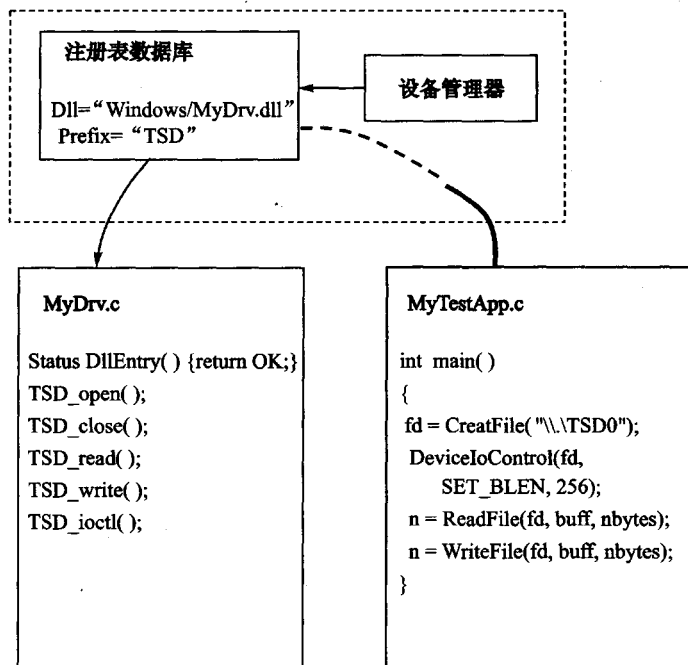 注册表数据库
Dll=“Windows/MyDrv.dll”
Prefix=“TSD”
设备管理器
MyDrv.c
Status DllEntry( ) {return OK;}
TSD_open( );
TSD_close( );
TSD_read( );
TSD_write( );
TSD_ioctl( );
MyTestApp.c
int main( )
{
fd = CreatFile( "\\.\TSD0");
DeviceIoControl(fd,
SET_BLEN, 256);
n = ReadFile(fd, buff, nbytes);
n = WriteFile(fd, buff, nbytes);
}